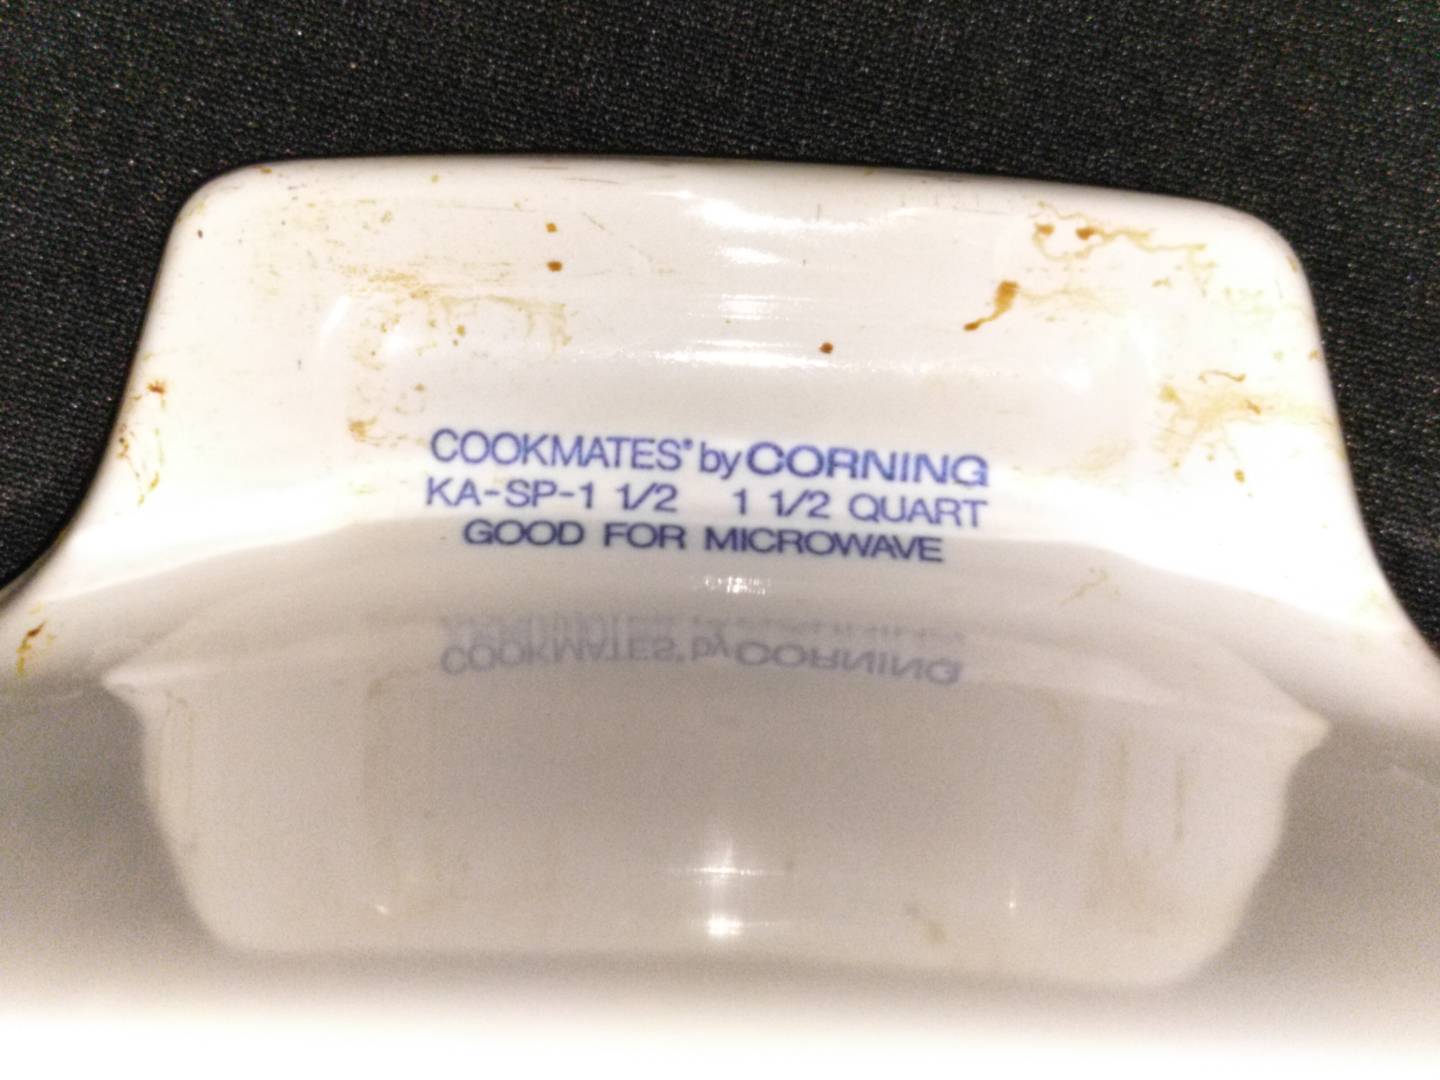 COOKMATES® by CORNING
KA-SP-1 1/2 1 1/2 QUART
GOOD FOR MICROWAVE